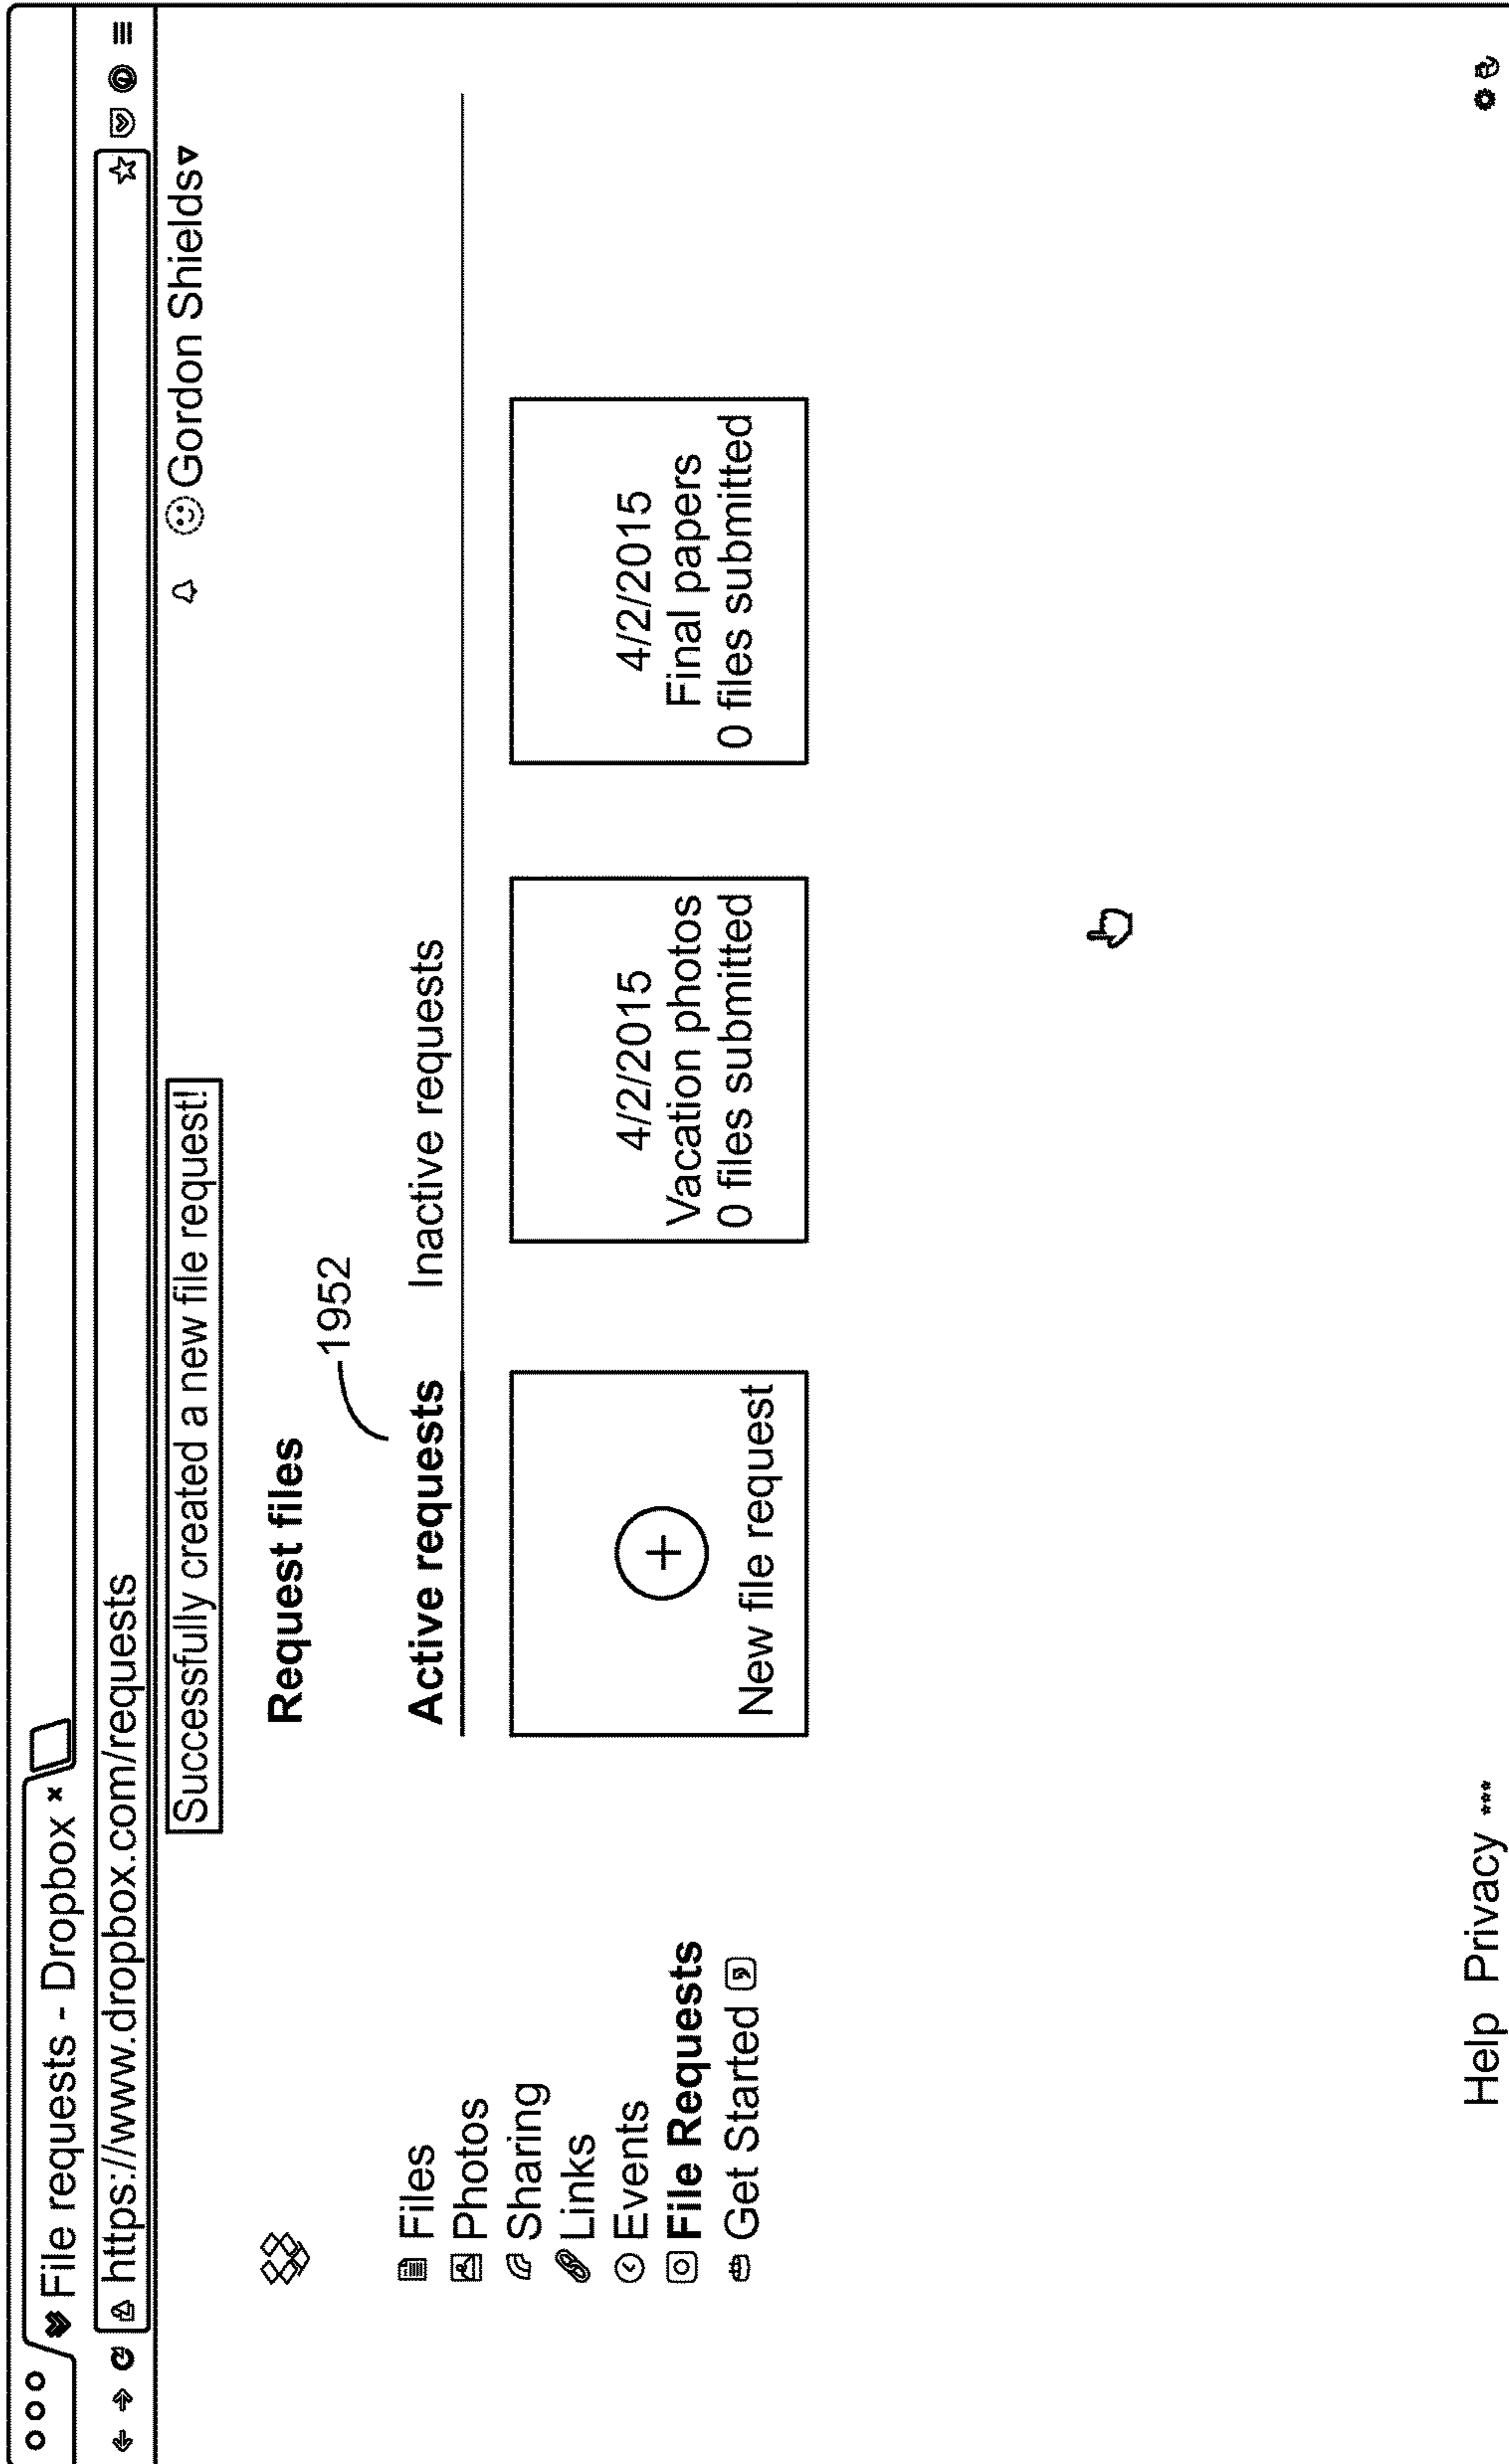 File requests - Dropbox ×
https://www.dropbox.com/requests
Successfully created a new file request!
Gordon Shields
Request files
1952
Active requests
Inactive requests
Files
Photos
Sharing
Links
Events
File Requests
Get Started
New file request
4/2/2015
Vacation photos
0 files submitted
4/2/2015
Final papers
0 files submitted
Help Privacy ***